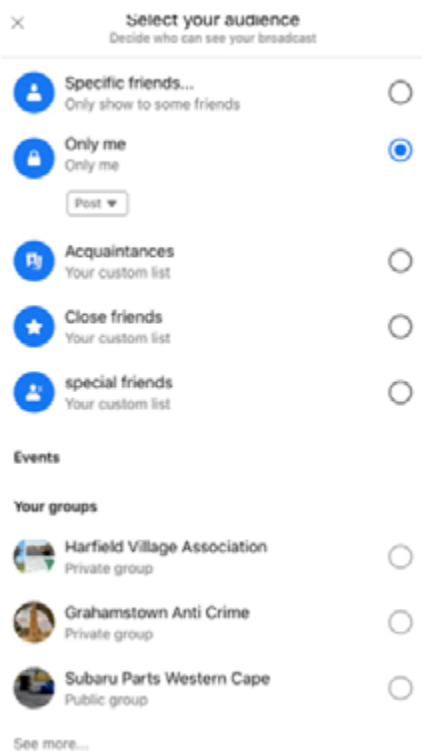 Select your audience
Decide who can see your broadcast
Specific friends...
Only show to some friends
Only me
Only me
Post
Acquaintances
Your custom list
Close friends
Your custom list
special friends
Your custom list
Events
Your groups
Harfield Village Association
Private group
Grahamstown Anti Crime
Private group
Subaru Parts Western Cape
Public group
See more...